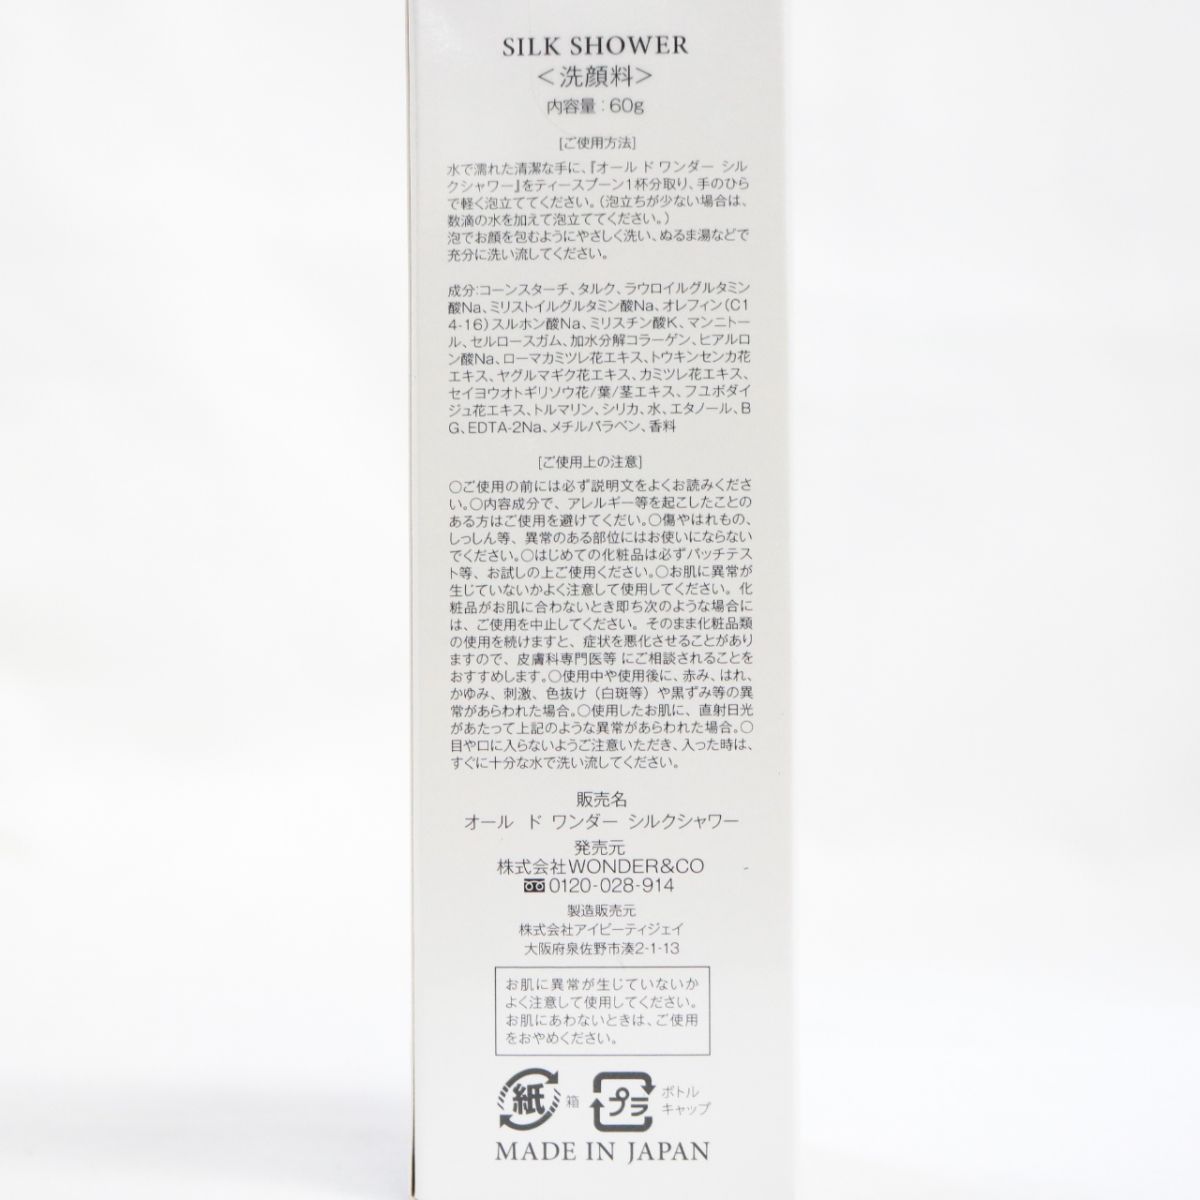 SILK SHOWER
＜洗顔料＞
内容量：60g
[ご使用方法]
水で濡れた清潔な手に、『オール ド ワンダー シル
クシャワー』をティースプーン1杯分取り、手のひら
で軽く泡立ててください。（泡立ちが少ない場合は、
数滴の水を加えて泡立ててください。）
泡でお顔を包むようにやさしく洗い、ぬるま湯などで
充分に洗い流してください。
成分：コーンスターチ、タルク、ラウロイルグルタミン
酸Na、ミリストイルグルタミン酸Na、オレフィン（C1
4-16）スルホン酸Na、ミリスチン酸K、マンニトー
ル、セルロースガム、加水分解コラーゲン、ヒアルロ
ン酸Na、ローマカミツレ花エキス、トウキンセンカ花
エキス、ヤグルマギク花エキス、カミツレ花エキス、
セイヨウオトギリソウ花/葉/茎エキス、フユボダイ
ジュ花エキス、トルマリン、シリカ、水、エタノール、B
G、EDTA-2Na、メチルパラベン、香料
[ご使用上の注意]
○ご使用の前には必ず説明文をよくお読みくださ
い。○内容成分で、アレルギー等を起こしたことの
ある方はご使用を避けてくだい。○傷やはれもの、
しっしん等、異常のある部位にはお使いにならない
でください。○はじめての化粧品は必ずパッチテス
ト等、お試しの上ご使用ください。○お肌に異常が
生じていないかよく注意して使用してください。化
粧品がお肌に合わないとき即ち次のような場合に
は、ご使用を中止してください。そのまま化粧品類
の使用を続けますと、症状を悪化させることがあり
ますので、皮膚科専門医等 にご相談されることを
おすすめします。○使用中や使用後に、赤み、はれ、
かゆみ、刺激、色抜け（白斑等）や黒ずみ等の異
常があらわれた場合。○使用したお肌に、直射日光
があたって上記のような異常があらわれた場合。○
目や口に入らないようご注意いただき、入った時は、
すぐに十分な水で洗い流してください。
販売名
オール ド ワンダー シルクシャワー
発売元
株式会社WONDER&CO
0120-028-914
製造販売元
株式会社アイピーティジェイ
大阪府泉佐野市湊2-1-13
お肌に異常が生じていないか
よく注意して使用してください。
お肌にあわないときは、ご使用
をおやめください。
紙 箱 プラ ボトル
キャップ
MADE IN JAPAN